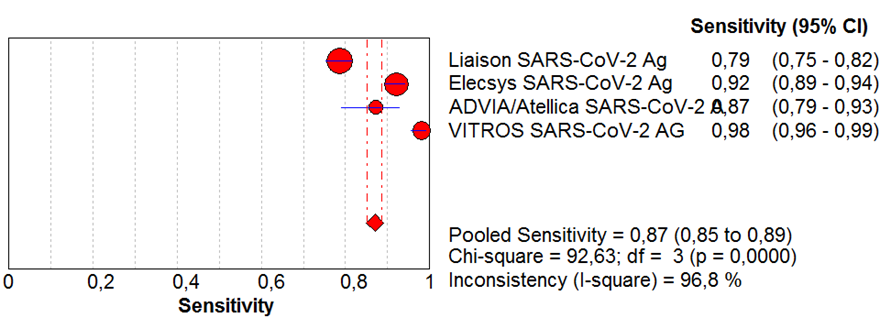 Sensitivity (95% CI)
Liaison SARS-CoV-2 Ag 0,79 (0,75 - 0,82)
Elecsys SARS-CoV-2 Ag 0,92 (0,89 - 0,94)
ADVIA/Atellica SARS-CoV-2 A 0,87 (0,79 - 0,93)
VITROS SARS-CoV-2 AG 0,98 (0,96 - 0,99)
Pooled Sensitivity = 0,87 (0,85 to 0,89)
Chi-square = 92,63; df = 3 (p = 0,0000)
Inconsistency (I-square) = 96,8 %
0 0,2 0,4 0,6 0,8 1
Sensitivity